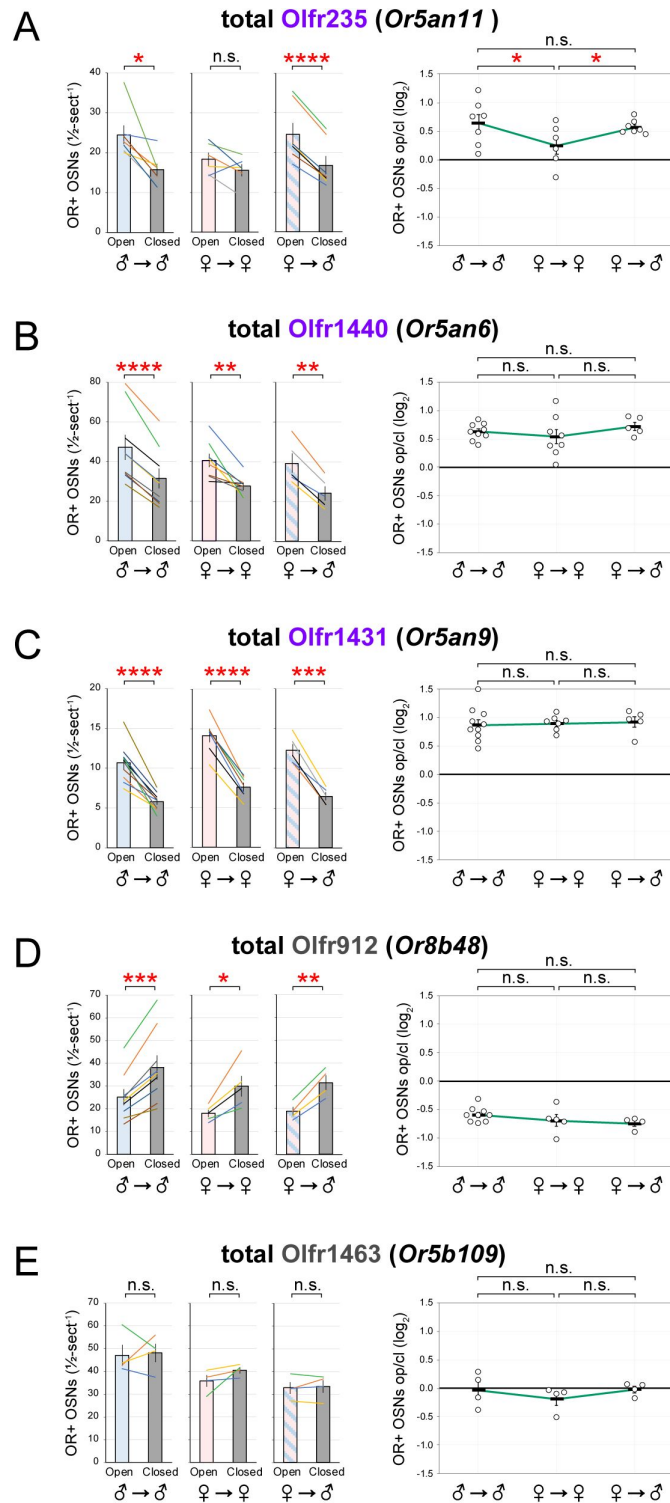 A
total Olfr235 (Or5an11 )
* n.s. ****
OR+ OSNs (½-sect⁻¹)
40
30
20
10
0
Open Closed Open Closed Open Closed
♂ → ♂ ♀ → ♀ ♀ → ♂
n.s.
* *
OR+ OSNs op/cl (log₂)
1.5
1.0
0.5
0.0
-0.5
-1.0
-1.5
♂ → ♂ ♀ → ♀ ♀ → ♂
B
total Olfr1440 (Or5an6)
**** ** **
OR+ OSNs (½-sect⁻¹)
80
60
40
20
0
Open Closed Open Closed Open Closed
♂ → ♂ ♀ → ♀ ♀ → ♂
n.s.
n.s. n.s.
OR+ OSNs op/cl (log₂)
1.5
1.0
0.5
0.0
-0.5
-1.0
-1.5
♂ → ♂ ♀ → ♀ ♀ → ♂
C
total Olfr1431 (Or5an9)
**** **** ***
OR+ OSNs (½-sect⁻¹)
20
15
10
5
0
Open Closed Open Closed Open Closed
♂ → ♂ ♀ → ♀ ♀ → ♂
n.s.
n.s. n.s.
OR+ OSNs op/cl (log₂)
1.5
1.0
0.5
0.0
-0.5
-1.0
-1.5
♂ → ♂ ♀ → ♀ ♀ → ♂
D
total Olfr912 (Or8b48)
*** * **
OR+ OSNs (½-sect⁻¹)
70
60
50
40
30
20
10
0
Open Closed Open Closed Open Closed
♂ → ♂ ♀ → ♀ ♀ → ♂
n.s.
n.s. n.s.
OR+ OSNs op/cl (log₂)
1.5
1.0
0.5
0.0
-0.5
-1.0
-1.5
♂ → ♂ ♀ → ♀ ♀ → ♂
E
total Olfr1463 (Or5b109)
n.s. n.s. n.s.
OR+ OSNs (½-sect⁻¹)
70
60
50
40
30
20
10
0
Open Closed Open Closed Open Closed
♂ → ♂ ♀ → ♀ ♀ → ♂
n.s.
n.s. n.s.
OR+ OSNs op/cl (log₂)
1.5
1.0
0.5
0.0
-0.5
-1.0
-1.5
♂ → ♂ ♀ → ♀ ♀ → ♂